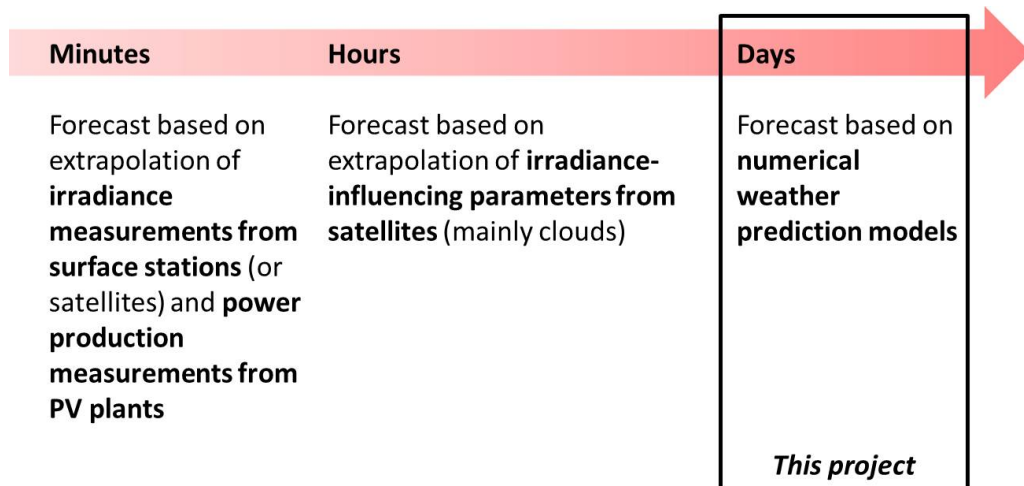 Minutes
Hours
Days
Forecast based on
extrapolation of
irradiance
measurements from
surface stations (or
satellites) and power
production
measurements from
PV plants
Forecast based on
extrapolation of irradiance-
influencing parameters from
satellites (mainly clouds)
Forecast based on
numerical
weather
prediction models
This project